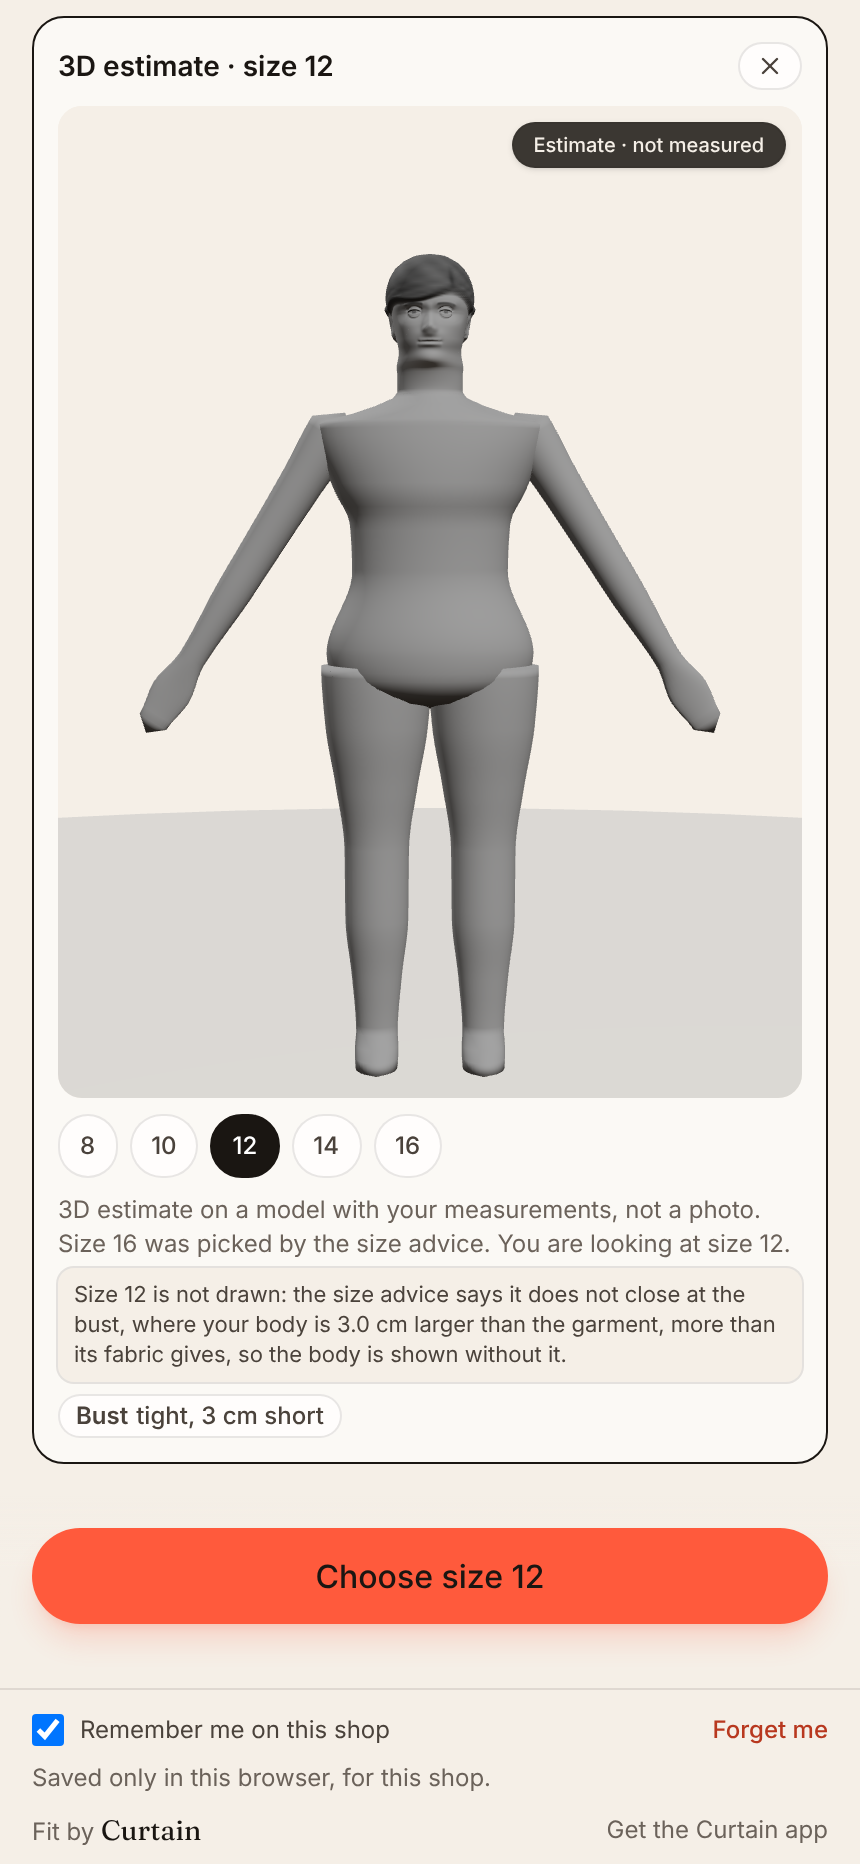 3D estimate · size 12
Estimate · not measured
8 10 12 14 16
3D estimate on a model with your measurements, not a photo.
Size 16 was picked by the size advice. You are looking at size 12.
Size 12 is not drawn: the size advice says it does not close at the
bust, where your body is 3.0 cm larger than the garment, more than
its fabric gives, so the body is shown without it.
Bust tight, 3 cm short
Choose size 12
Remember me on this shop
Forget me
Saved only in this browser, for this shop.
Fit by Curtain
Get the Curtain app